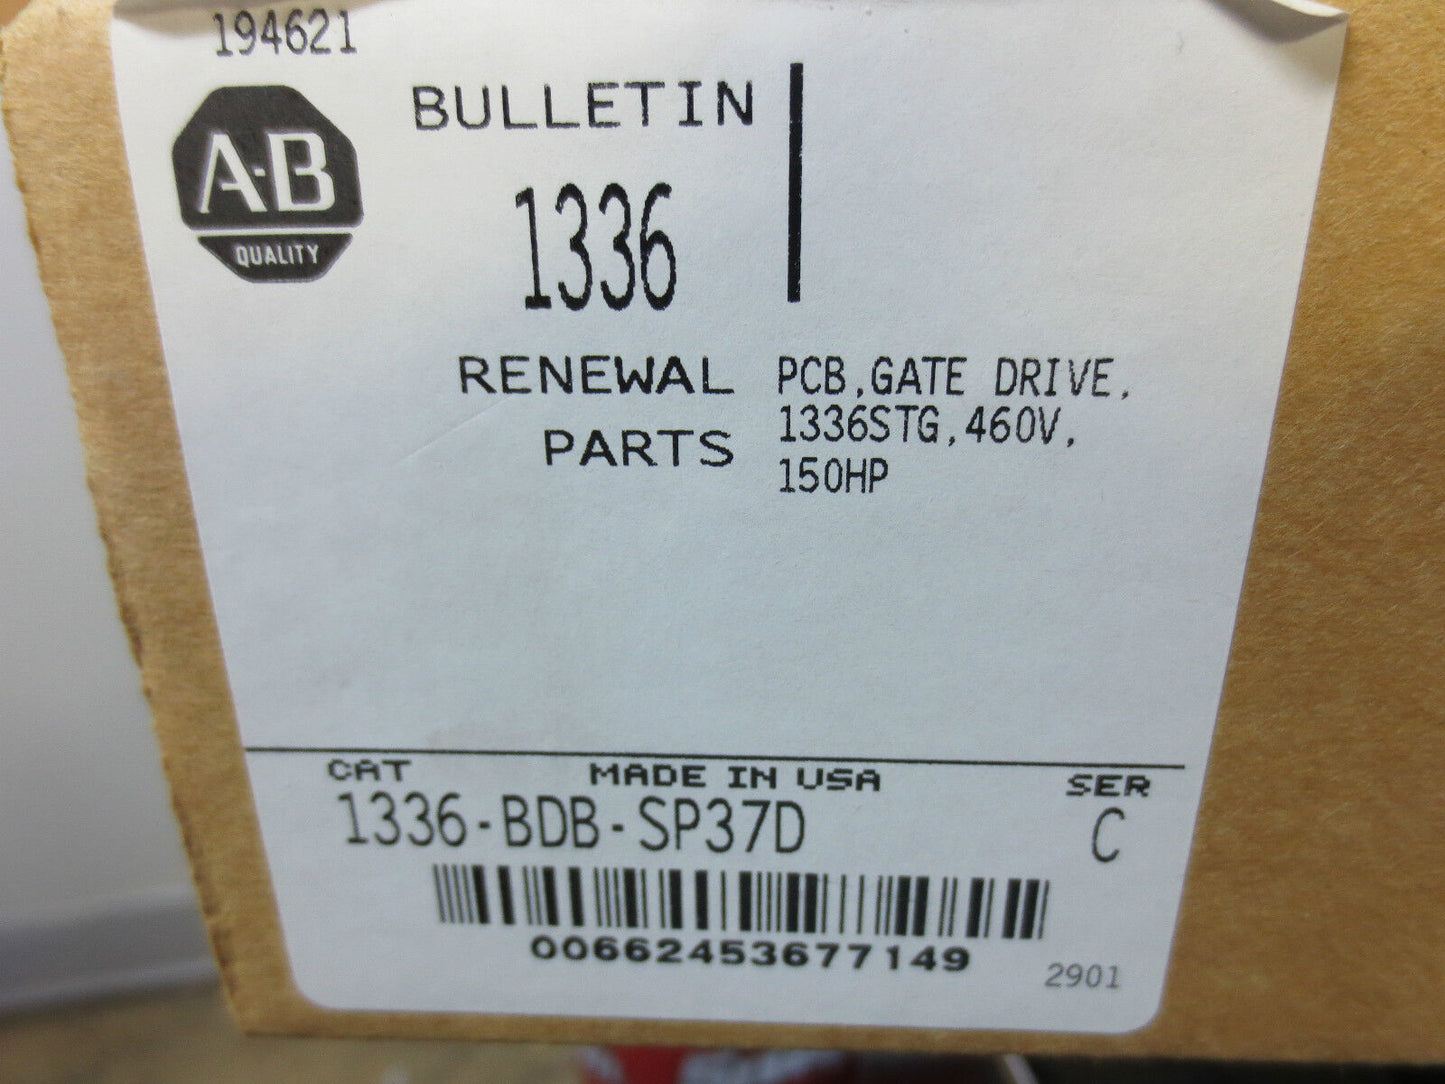 194621
A-B
QUALITY
BULLETIN
1336
RENEWAL
PARTS
PCB,GATE DRIVE,
1336STG,460V,
150HP
CAT
MADE IN USA
SER
1336-BDB-SP37D
C
00662453677149
2901